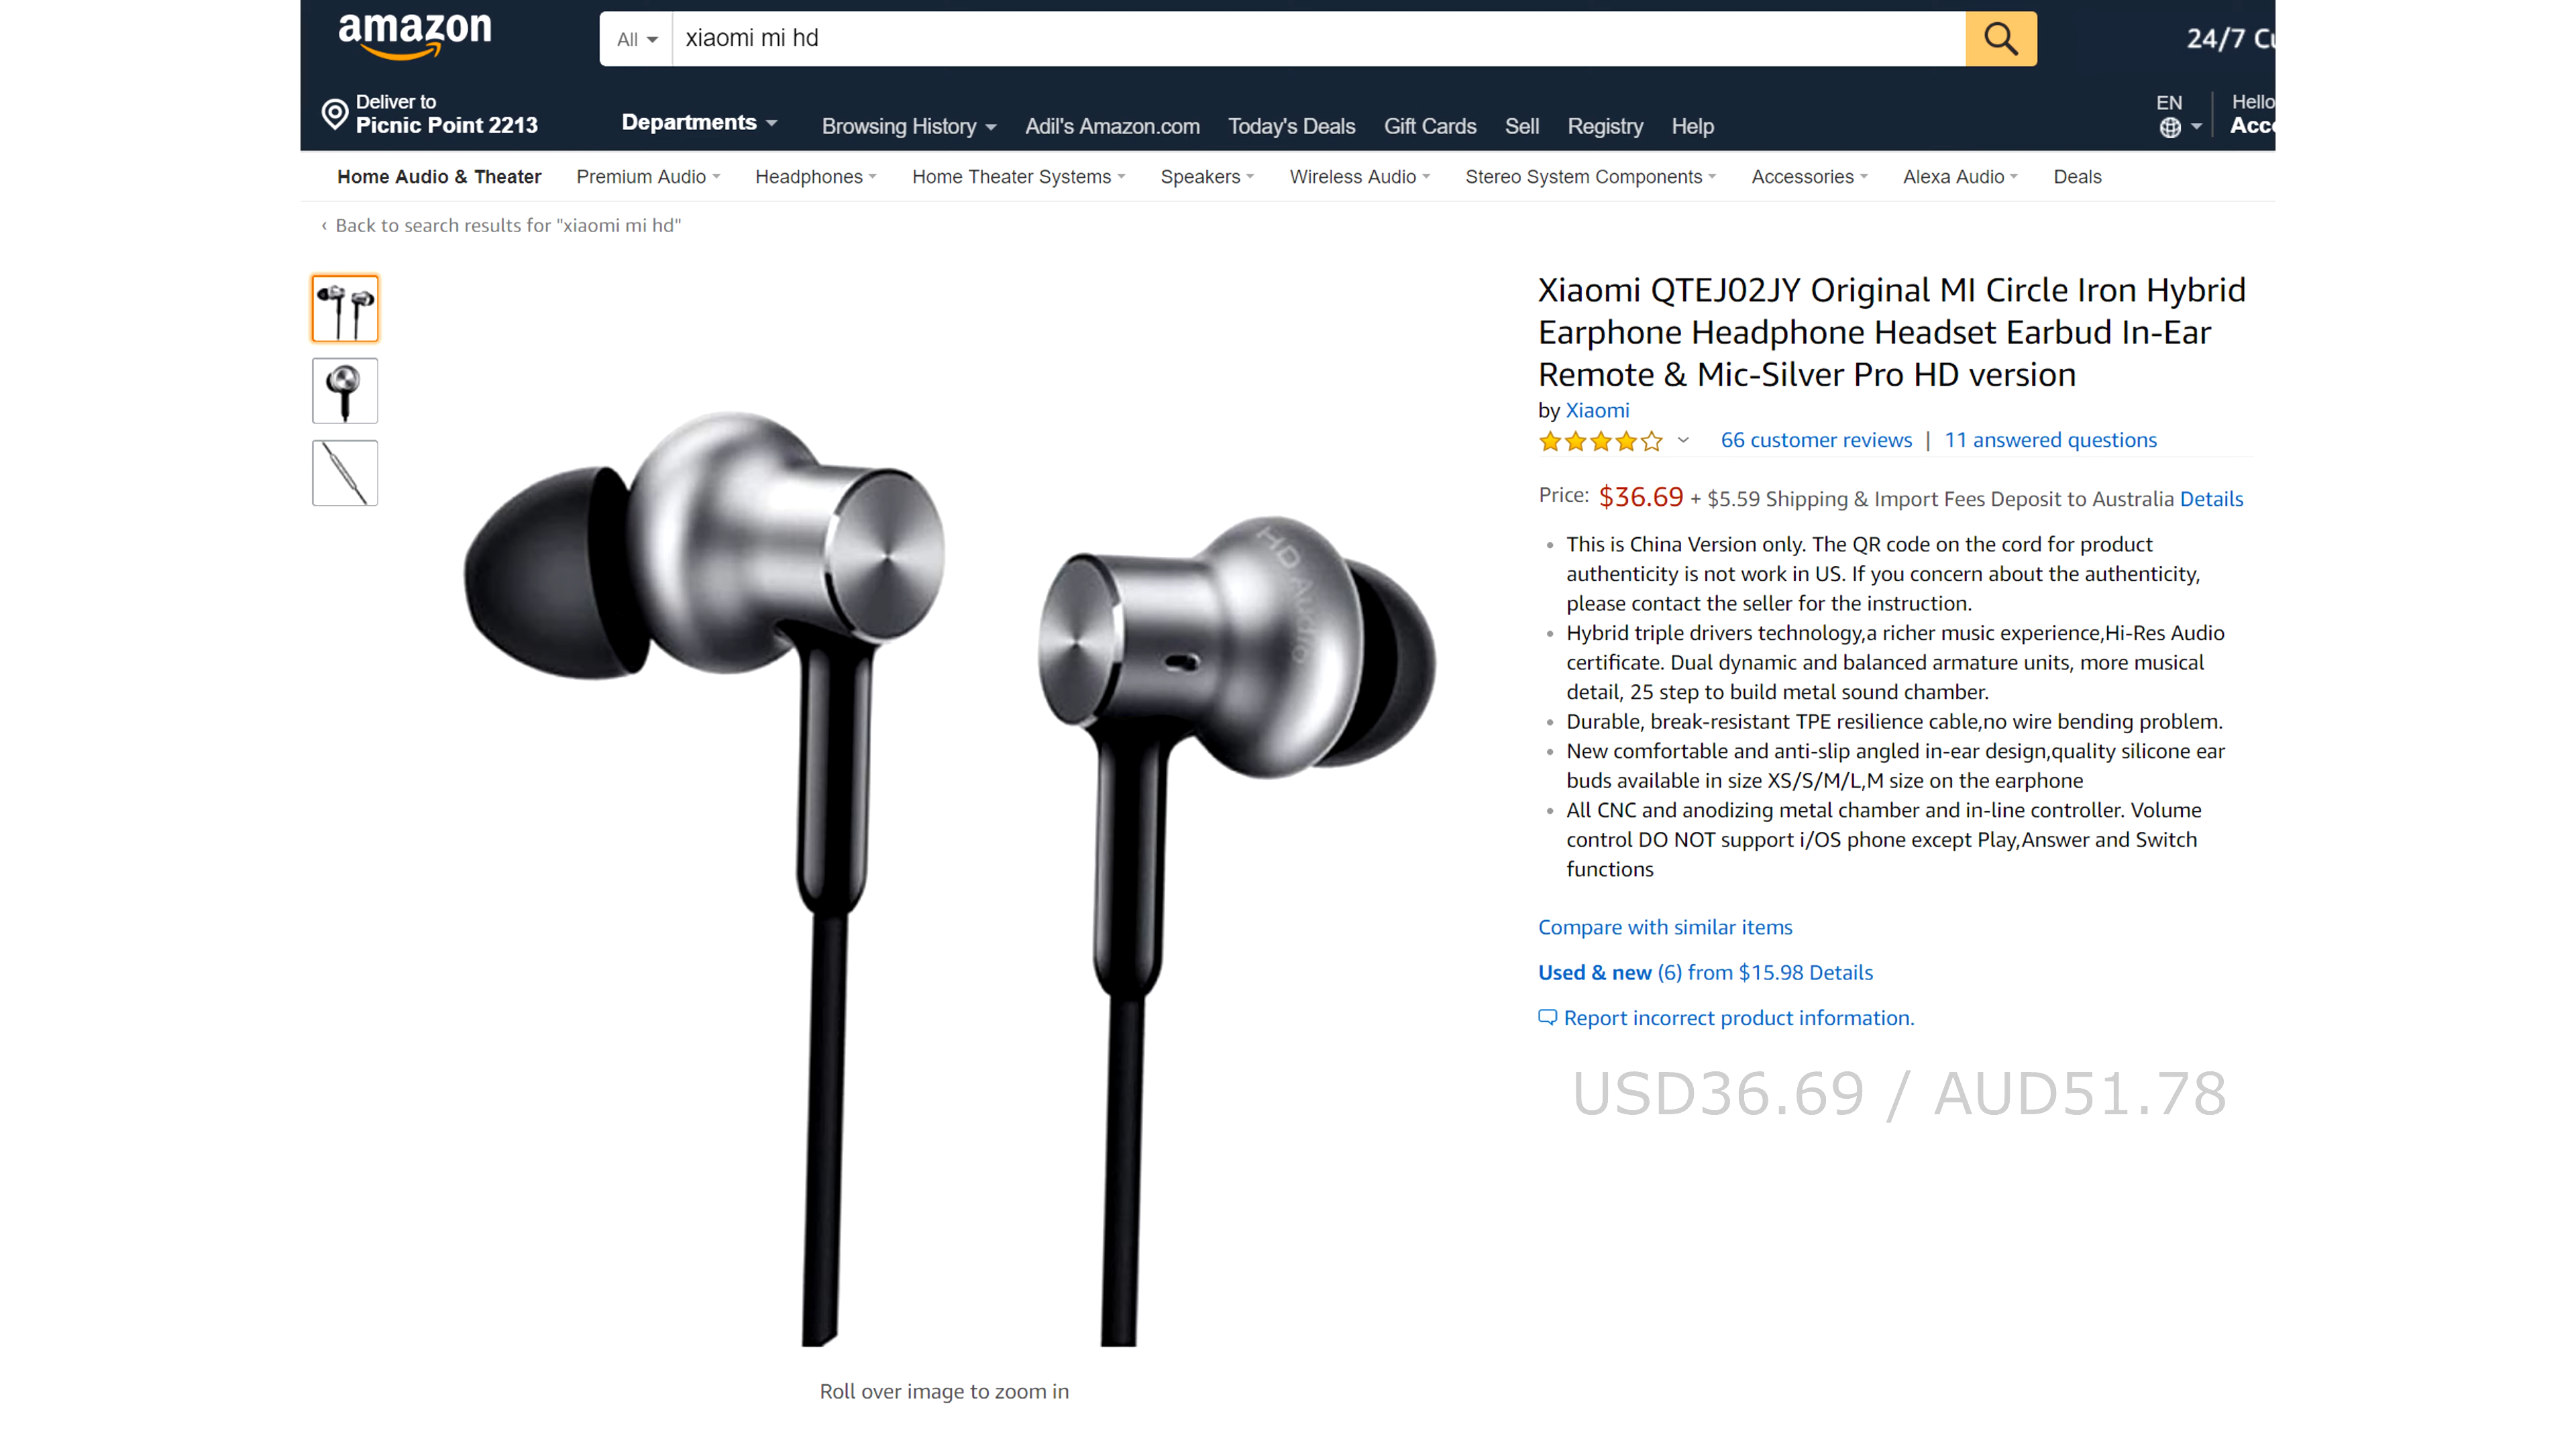 amazon
All
xiaomi mi hd
24/7 Cu
Deliver to
Picnic Point 2213
Departments
Browsing History
Adil's Amazon.com
Today's Deals
Gift Cards
Sell
Registry
Help
EN
Hello
Acc
Home Audio & Theater
Premium Audio
Headphones
Home Theater Systems
Speakers
Wireless Audio
Stereo System Components
Accessories
Alexa Audio
Deals
‹ Back to search results for "xiaomi mi hd"
HD Audio
Roll over image to zoom in
Xiaomi QTEJ02JY Original MI Circle Iron Hybrid
Earphone Headphone Headset Earbud In-Ear
Remote & Mic-Silver Pro HD version
by Xiaomi
66 customer reviews | 11 answered questions
Price: $36.69 + $5.59 Shipping & Import Fees Deposit to Australia Details
• This is China Version only. The QR code on the cord for product
authenticity is not work in US. If you concern about the authenticity,
please contact the seller for the instruction.
• Hybrid triple drivers technology,a richer music experience,Hi-Res Audio
certificate. Dual dynamic and balanced armature units, more musical
detail, 25 step to build metal sound chamber.
• Durable, break-resistant TPE resilience cable,no wire bending problem.
• New comfortable and anti-slip angled in-ear design,quality silicone ear
buds available in size XS/S/M/L,M size on the earphone
• All CNC and anodizing metal chamber and in-line controller. Volume
control DO NOT support i/OS phone except Play,Answer and Switch
functions
Compare with similar items
Used & new (6) from $15.98 Details
Report incorrect product information.
USD36.69 / AUD51.78